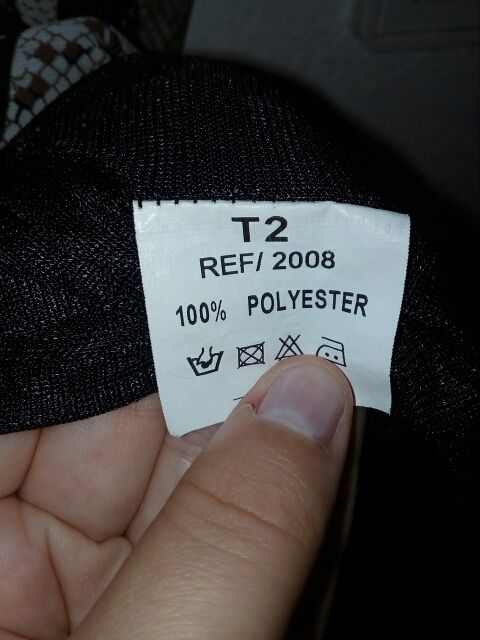 T2
REF/ 2008
100% POLYESTER